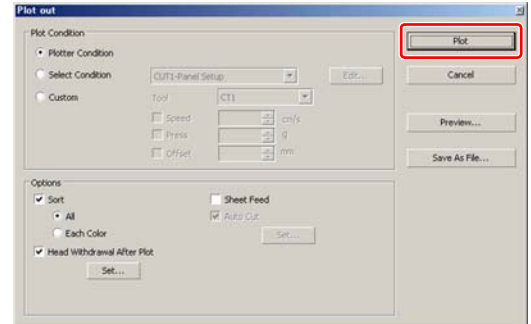 Plot out
Plot Condition
Plotter Condition
Select Condition
CUT1-Panel Setup
Edit...
Custom
Tool
CT1
Speed
cm/s
Press
g
Offset
mm
Options
Sort
All
Each Color
Head Withdrawal After Plot
Set...
Sheet Feed
Auto Cut
Set...
Plot
Cancel
Preview...
Save As File...